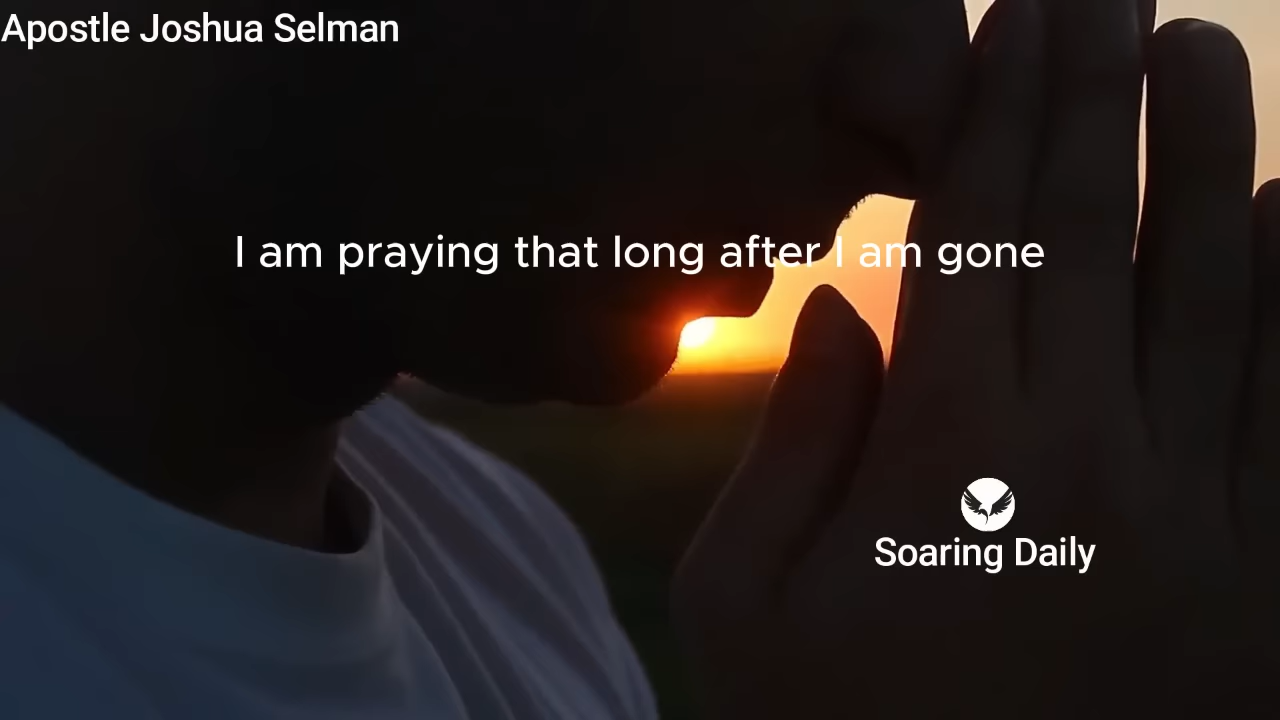 Apostle Joshua Selman
I am praying that long after I am gone
Soaring Daily